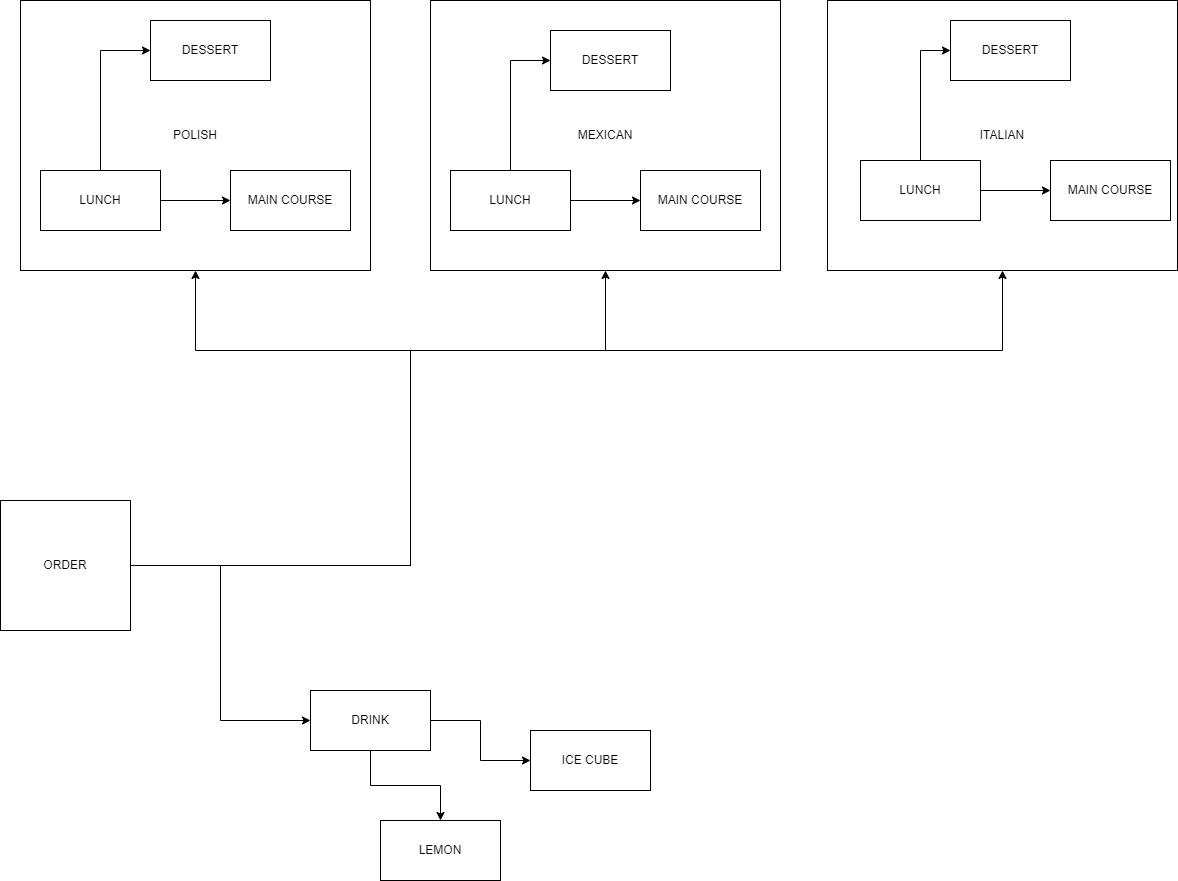 DESSERT
POLISH
LUNCH
MAIN COURSE
DESSERT
MEXICAN
LUNCH
MAIN COURSE
DESSERT
ITALIAN
LUNCH
MAIN COURSE
ORDER
DRINK
ICE CUBE
LEMON